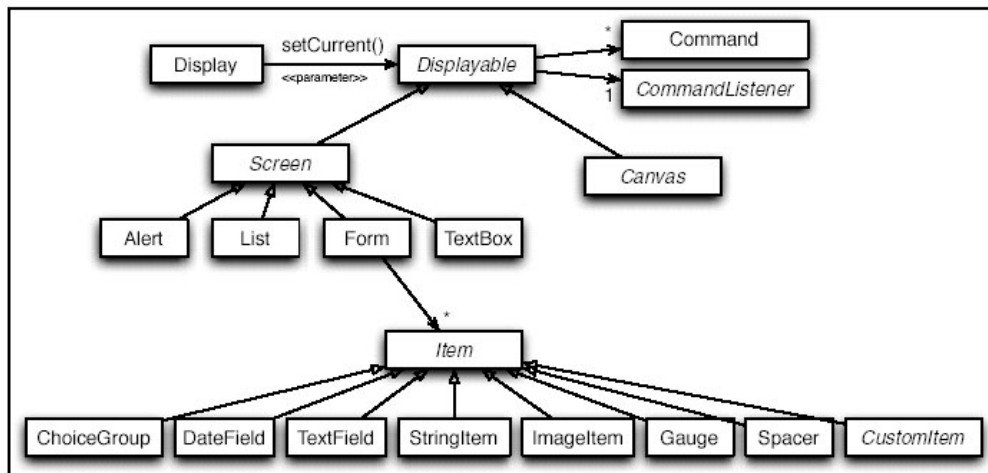 setCurrent()
*
Command
Display
Displayable
<<parameter>>
1
CommandListener
Screen
Canvas
Alert
List
Form
TextBox
*
Item
ChoiceGroup
DateField
TextField
StringItem
ImageItem
Gauge
Spacer
CustomItem